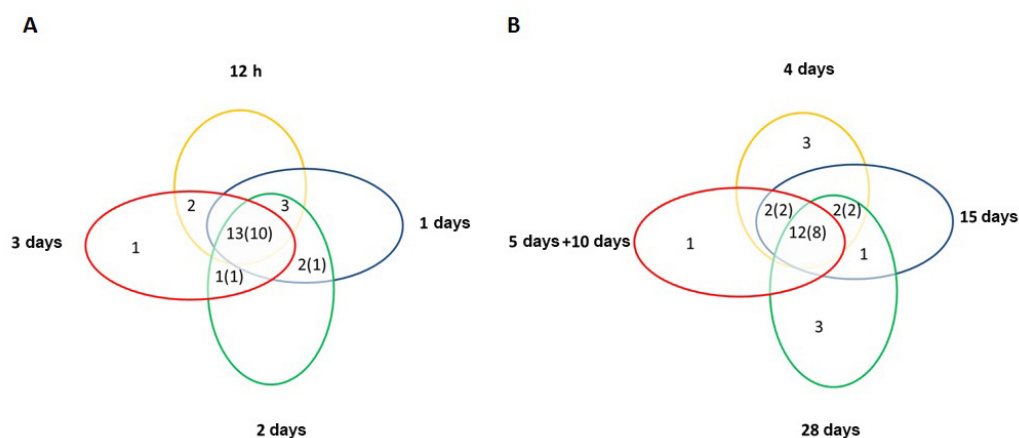 A
12 h
2
3
13(10)
1 days
3 days
1
2(1)
1(1)
2 days
B
4 days
3
2(2)
2(2)
15 days
12(8)
5 days +10 days
1
1
3
28 days